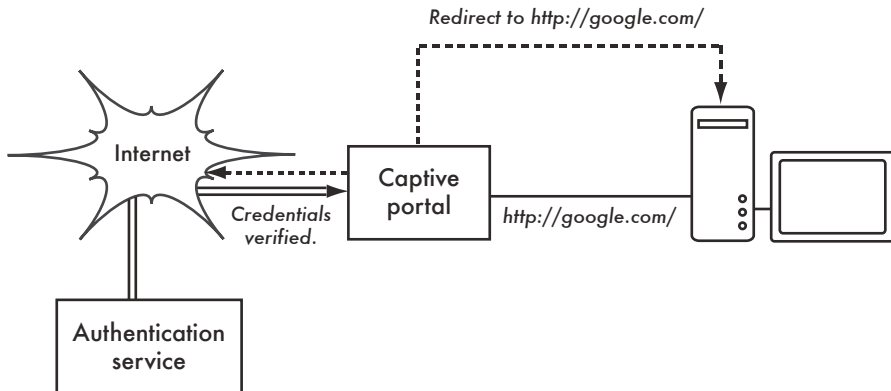 Redirect to http://google.com/
Internet
Captive
portal
Credentials
verified.
http://google.com/
Authentication
service